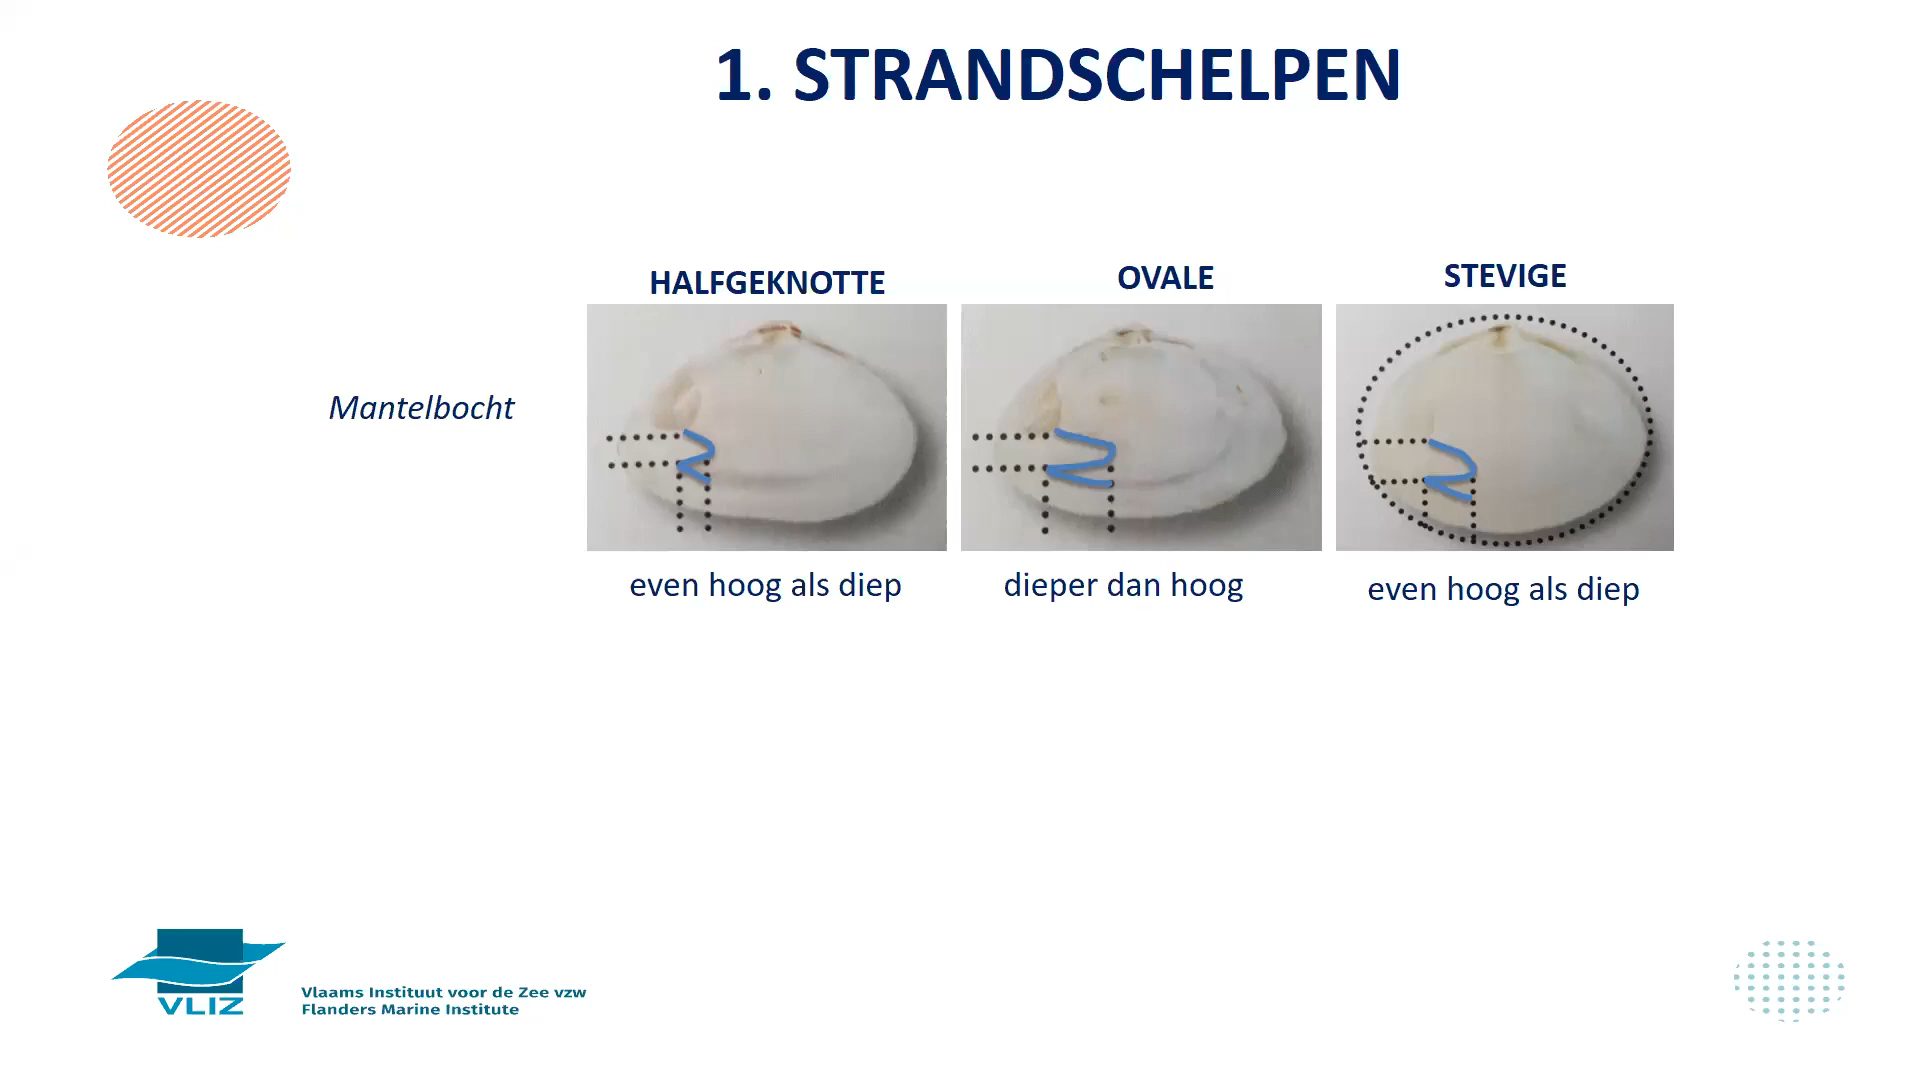 1. STRANDSCHELPEN
HALFGEKNOTTE
OVALE
STEVIGE
Mantelbocht
even hoog als diep
dieper dan hoog
even hoog als diep
VLIZ
Vlaams Instituut voor de Zee vzw
Flanders Marine Institute